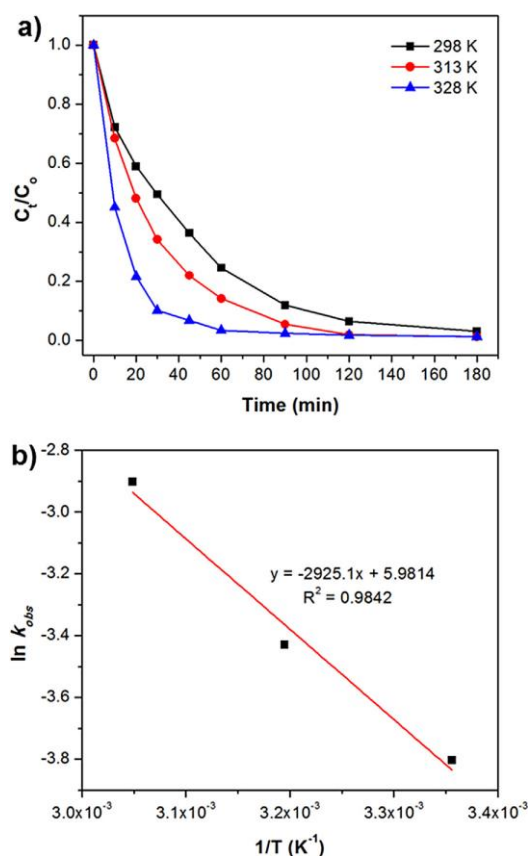 a)
298 K
313 K
328 K
1.0
0.8
0.6
0.4
0.2
0.0
C_t/C_o
0 20 40 60 80 100 120 140 160 180
Time (min)
b)
-2.8
-3.0
-3.2
-3.4
-3.6
-3.8
ln k_obs
y = -2925.1x + 5.9814
R² = 0.9842
3.0x10⁻³ 3.1x10⁻³ 3.2x10⁻³ 3.3x10⁻³ 3.4x10⁻³
1/T (K⁻¹)